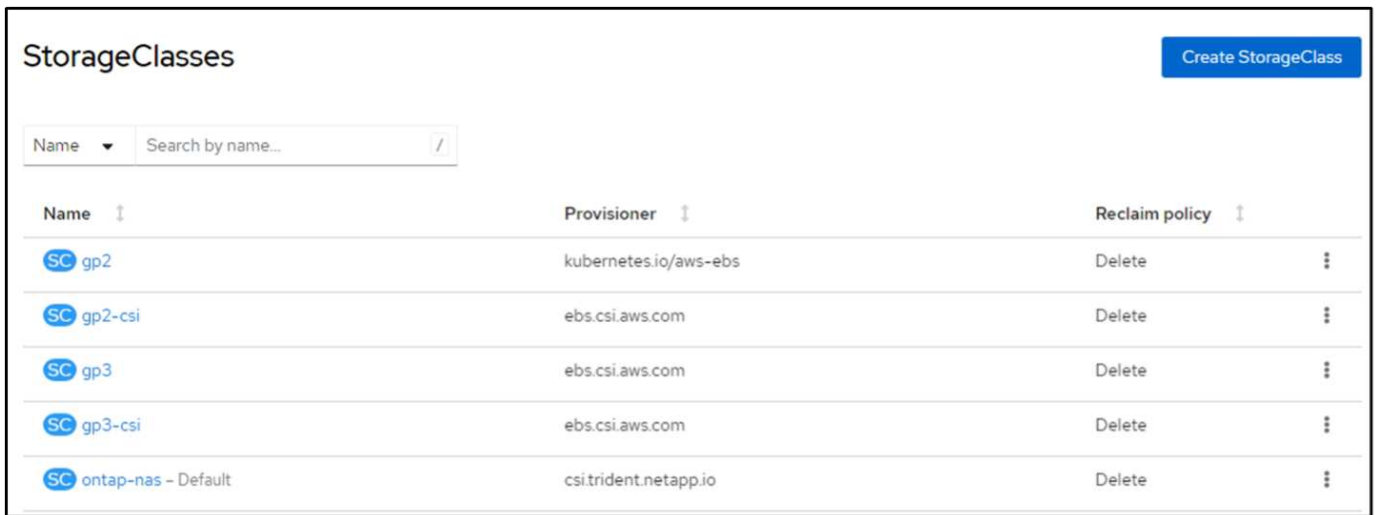 StorageClasses
Create StorageClass
Name Search by name... /
Name Provisioner Reclaim policy
SC gp2 kubernetes.io/aws-ebs Delete
SC gp2-csi ebs.csi.aws.com Delete
SC gp3 ebs.csi.aws.com Delete
SC gp3-csi ebs.csi.aws.com Delete
SC ontap-nas – Default csi.trident.netapp.io Delete